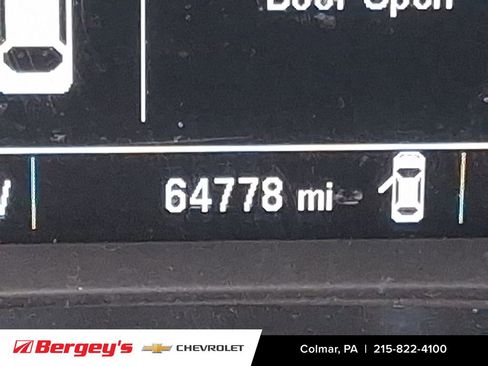 Door Open
64778 mi
Bergey's CHEVROLET Colmar, PA | 215-822-4100